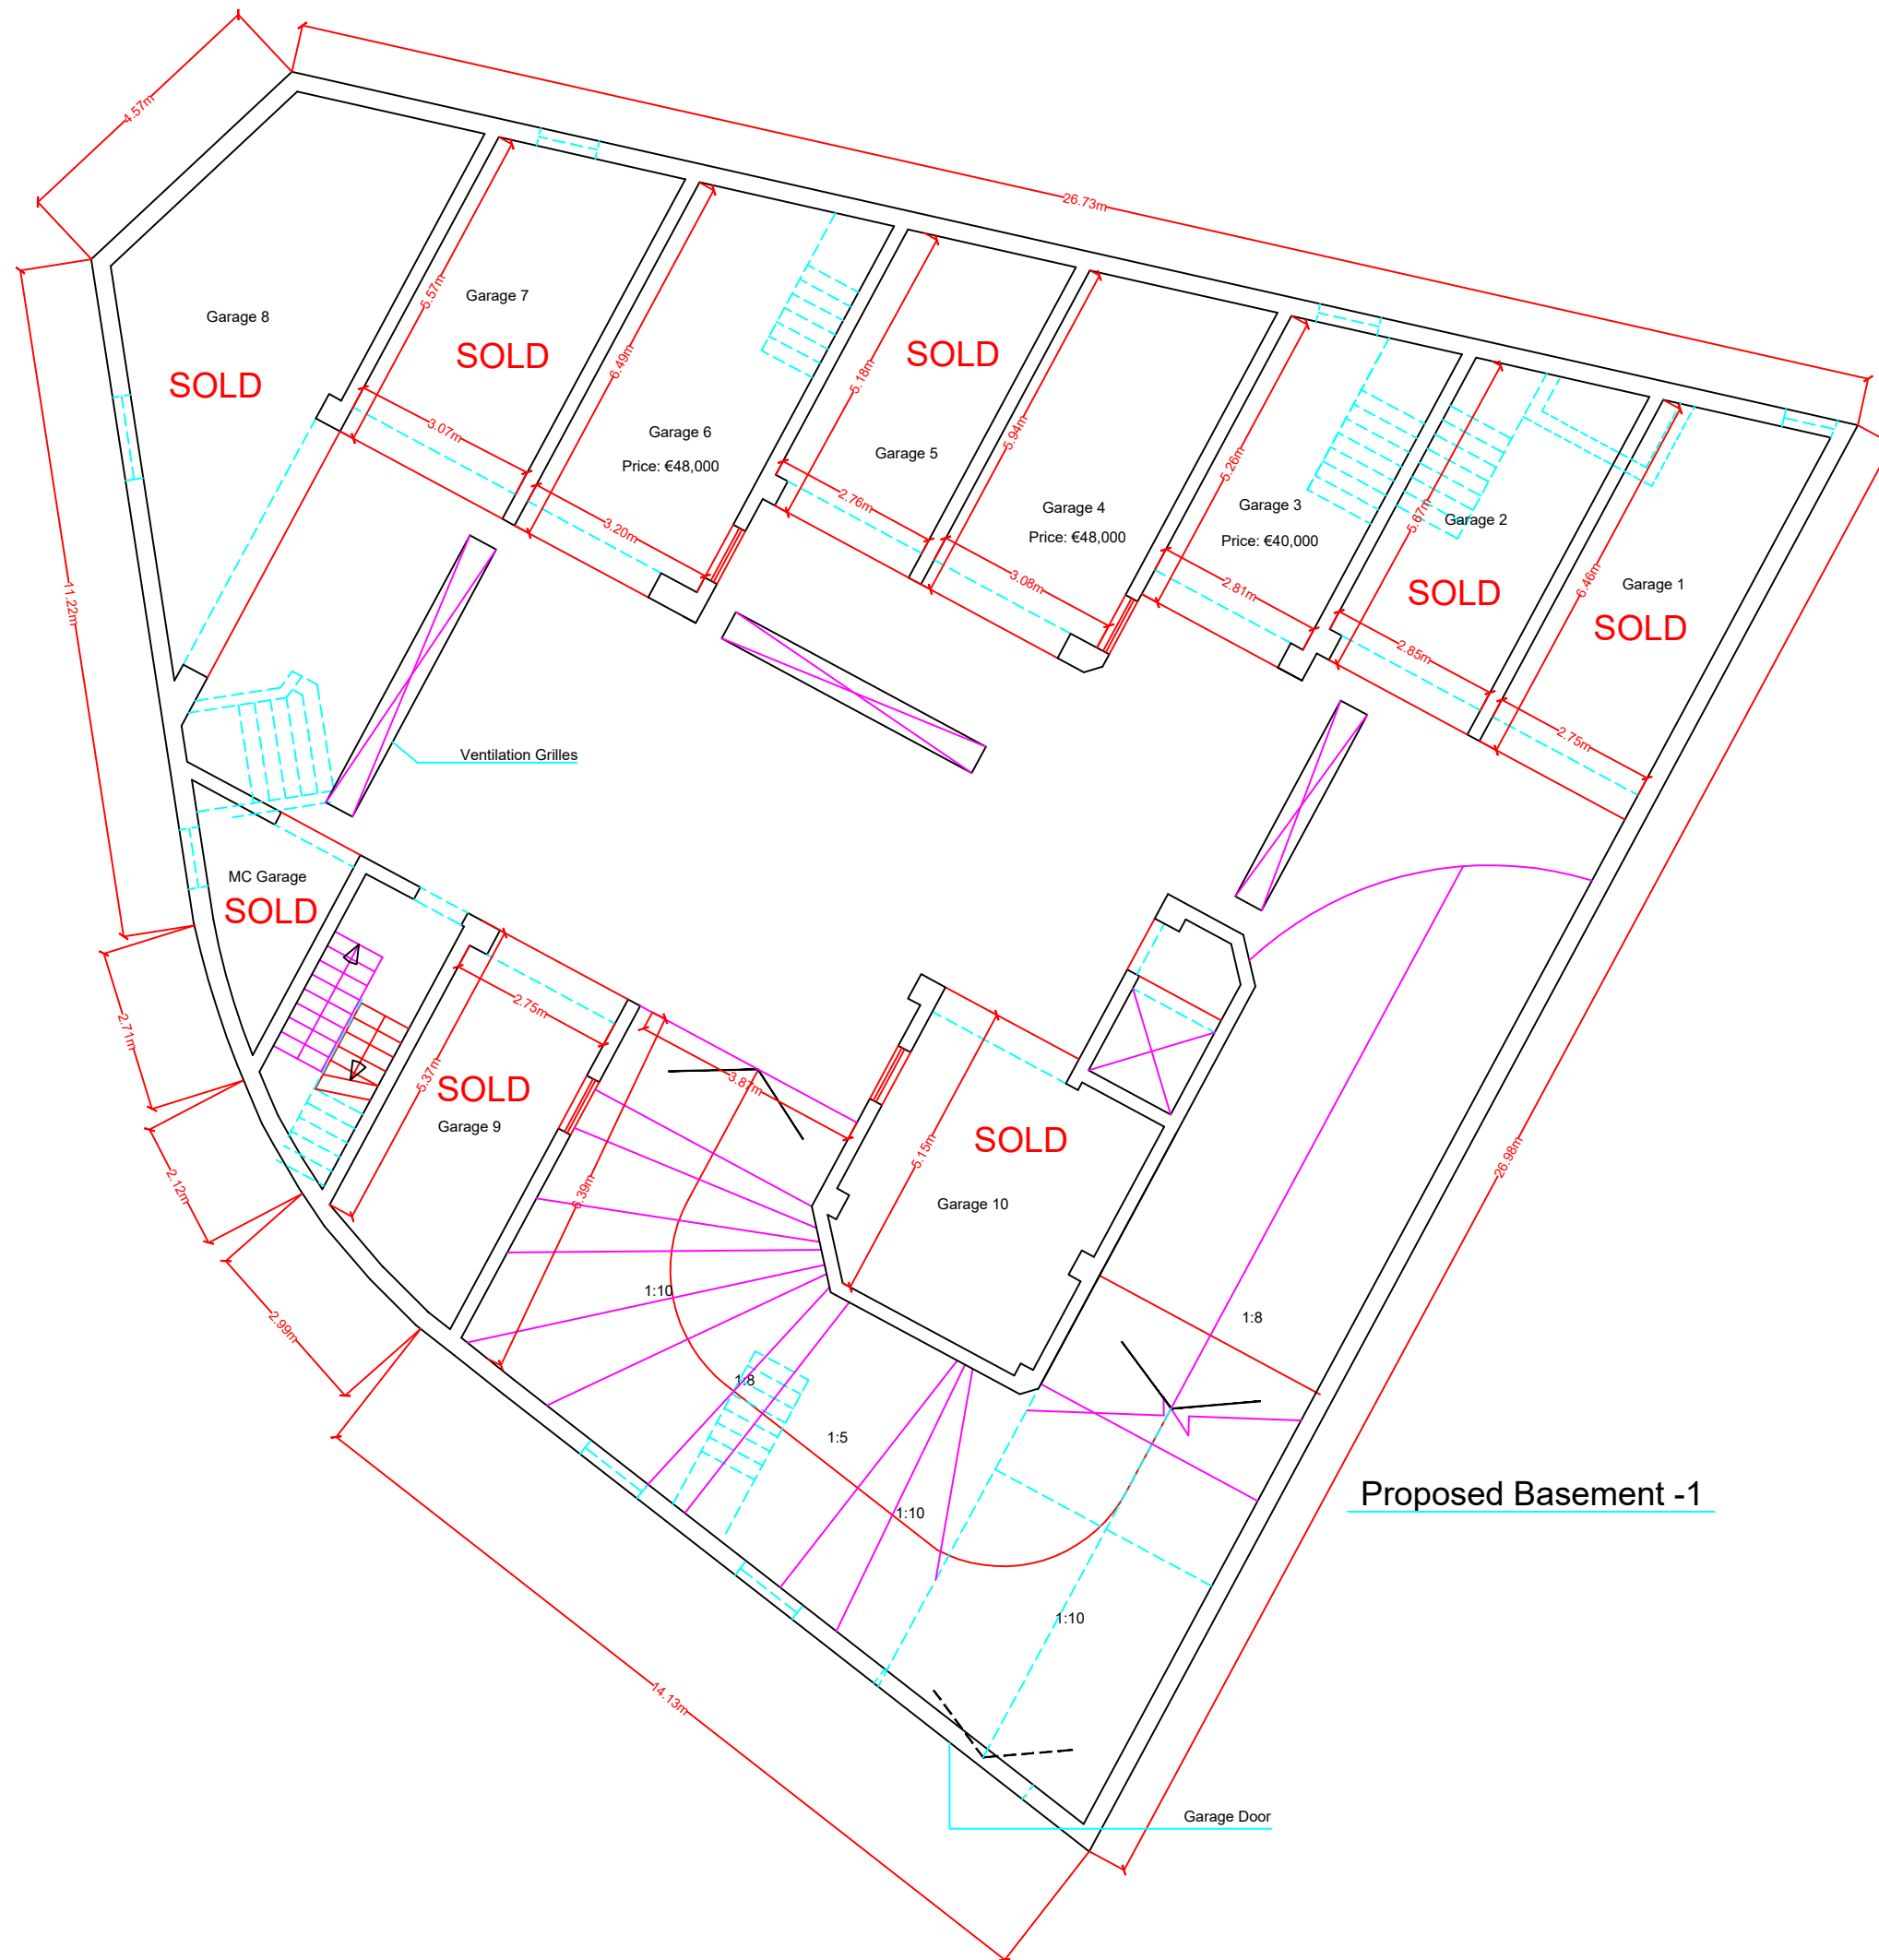 4.57m
26.73m
Garage 8
SOLD
5.57m
Garage 7
SOLD
3.07m
6.49m
Garage 6
Price: €48,000
3.20m
5.18m
SOLD
Garage 5
2.76m
5.94m
Garage 4
Price: €48,000
3.08m
5.26m
Garage 3
Price: €40,000
2.81m
5.67m
Garage 2
SOLD
2.85m
6.46m
Garage 1
SOLD
2.75m
11.22m
Ventilation Grilles
MC Garage
SOLD
2.71m
2.12m
2.99m
2.75m
5.37m
SOLD
Garage 9
3.87m
6.39m
5.15m
SOLD
Garage 10
26.98m
1:10
1:8
1:8
1:5
1:10
1:10
14.13m
Proposed Basement -1
Garage Door